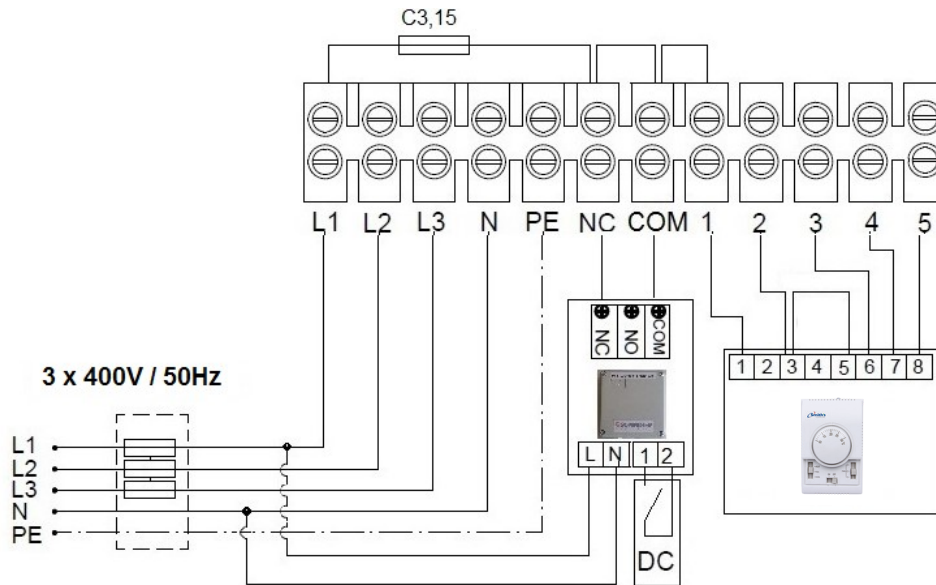 C3,15
L1 L2 L3 N PE NC COM 1 2 3 4 5
NC NO COM
3 x 400V / 50Hz
1 2 3 4 5 6 7 8
L1
L2
L3
N
PE
L N 1 2
DC